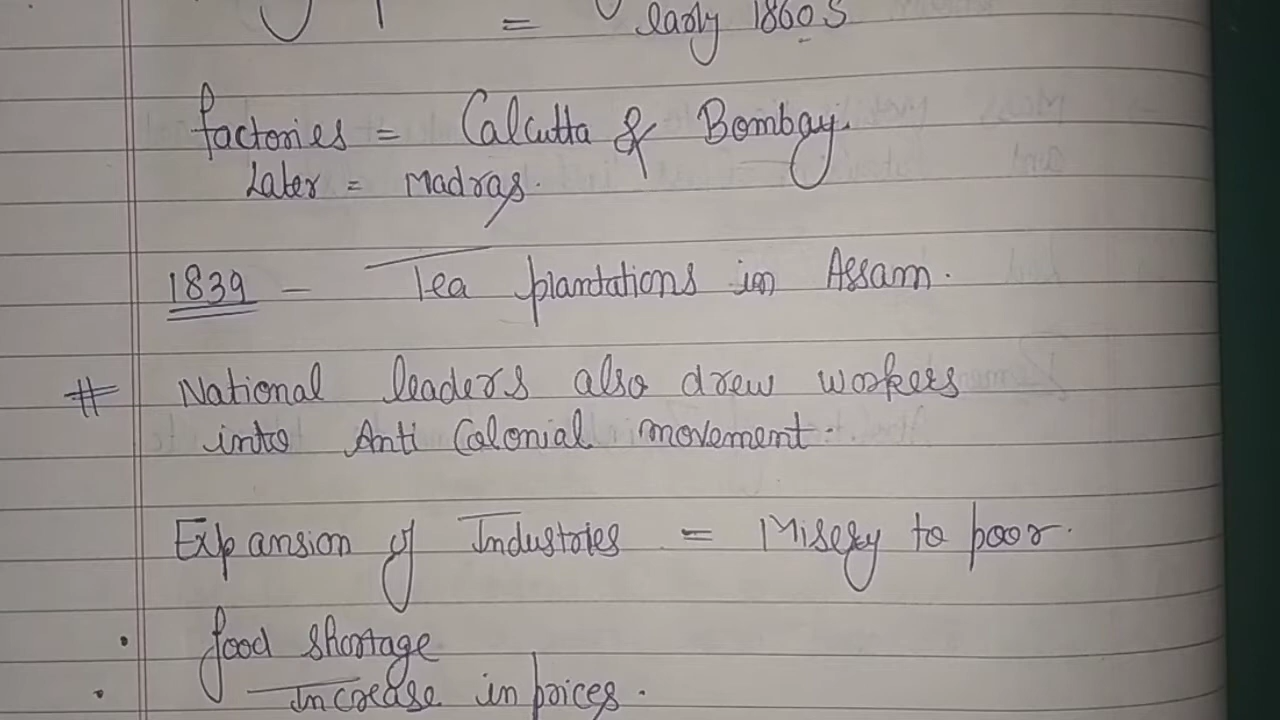 = early 1860s
factories = Calcutta & Bombay.
Later = Madras.
1839 - Tea plantations in Assam.
# National leaders also drew workers
into Anti Colonial movement.
Expansion of Industries = Misery to poor.
• food shortage
• Increase in prices.